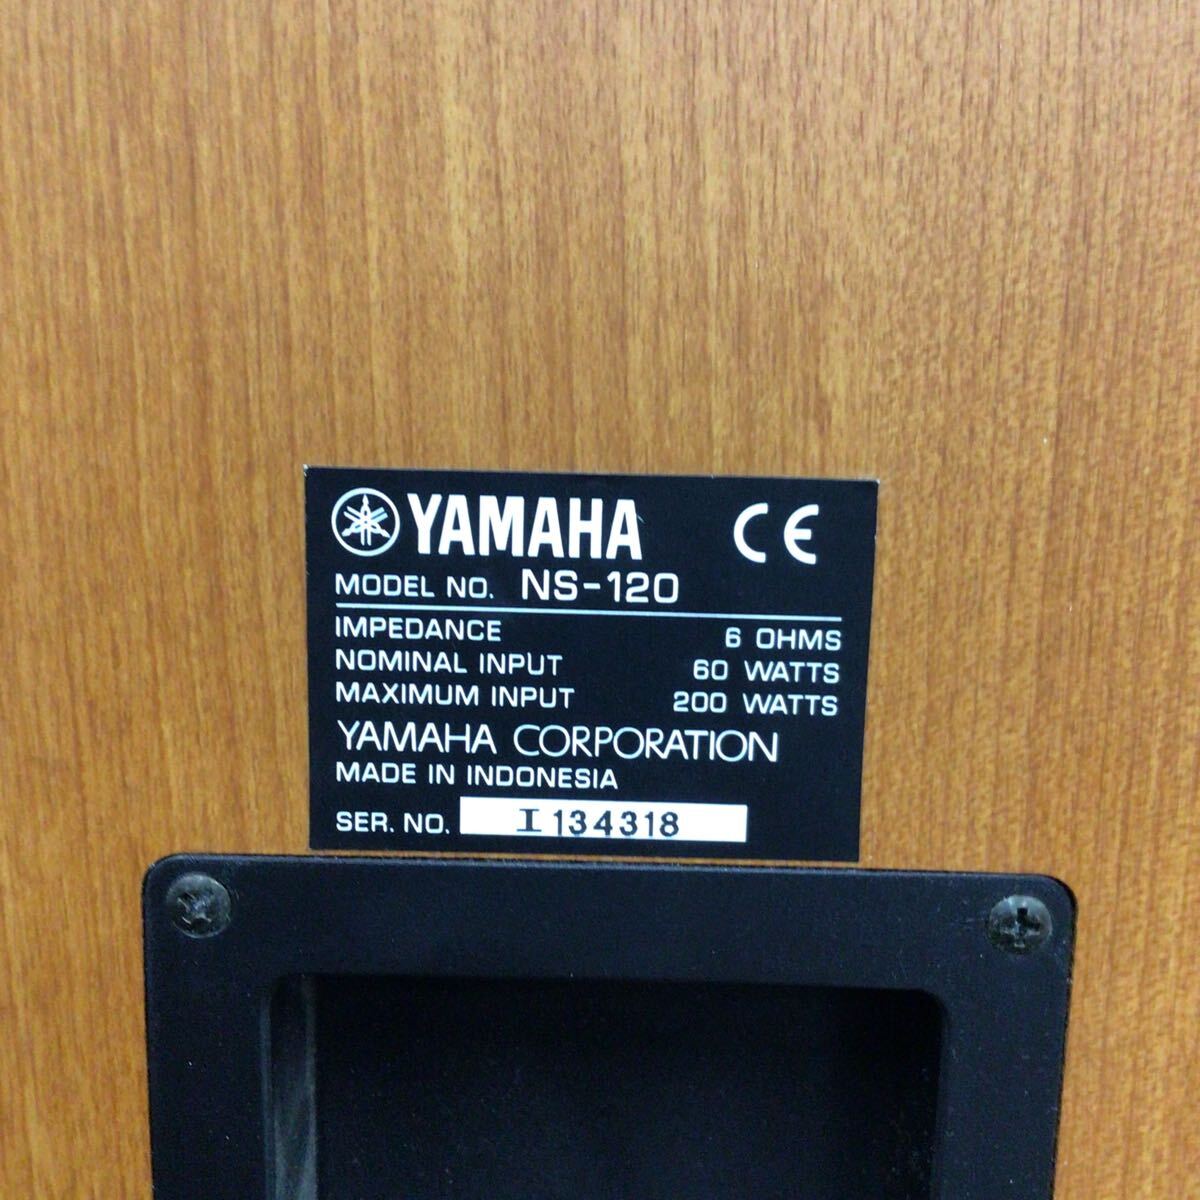 YAMAHA CE
MODEL NO. NS-120
IMPEDANCE 6 OHMS
NOMINAL INPUT 60 WATTS
MAXIMUM INPUT 200 WATTS
YAMAHA CORPORATION
MADE IN INDONESIA
SER. NO. I134318